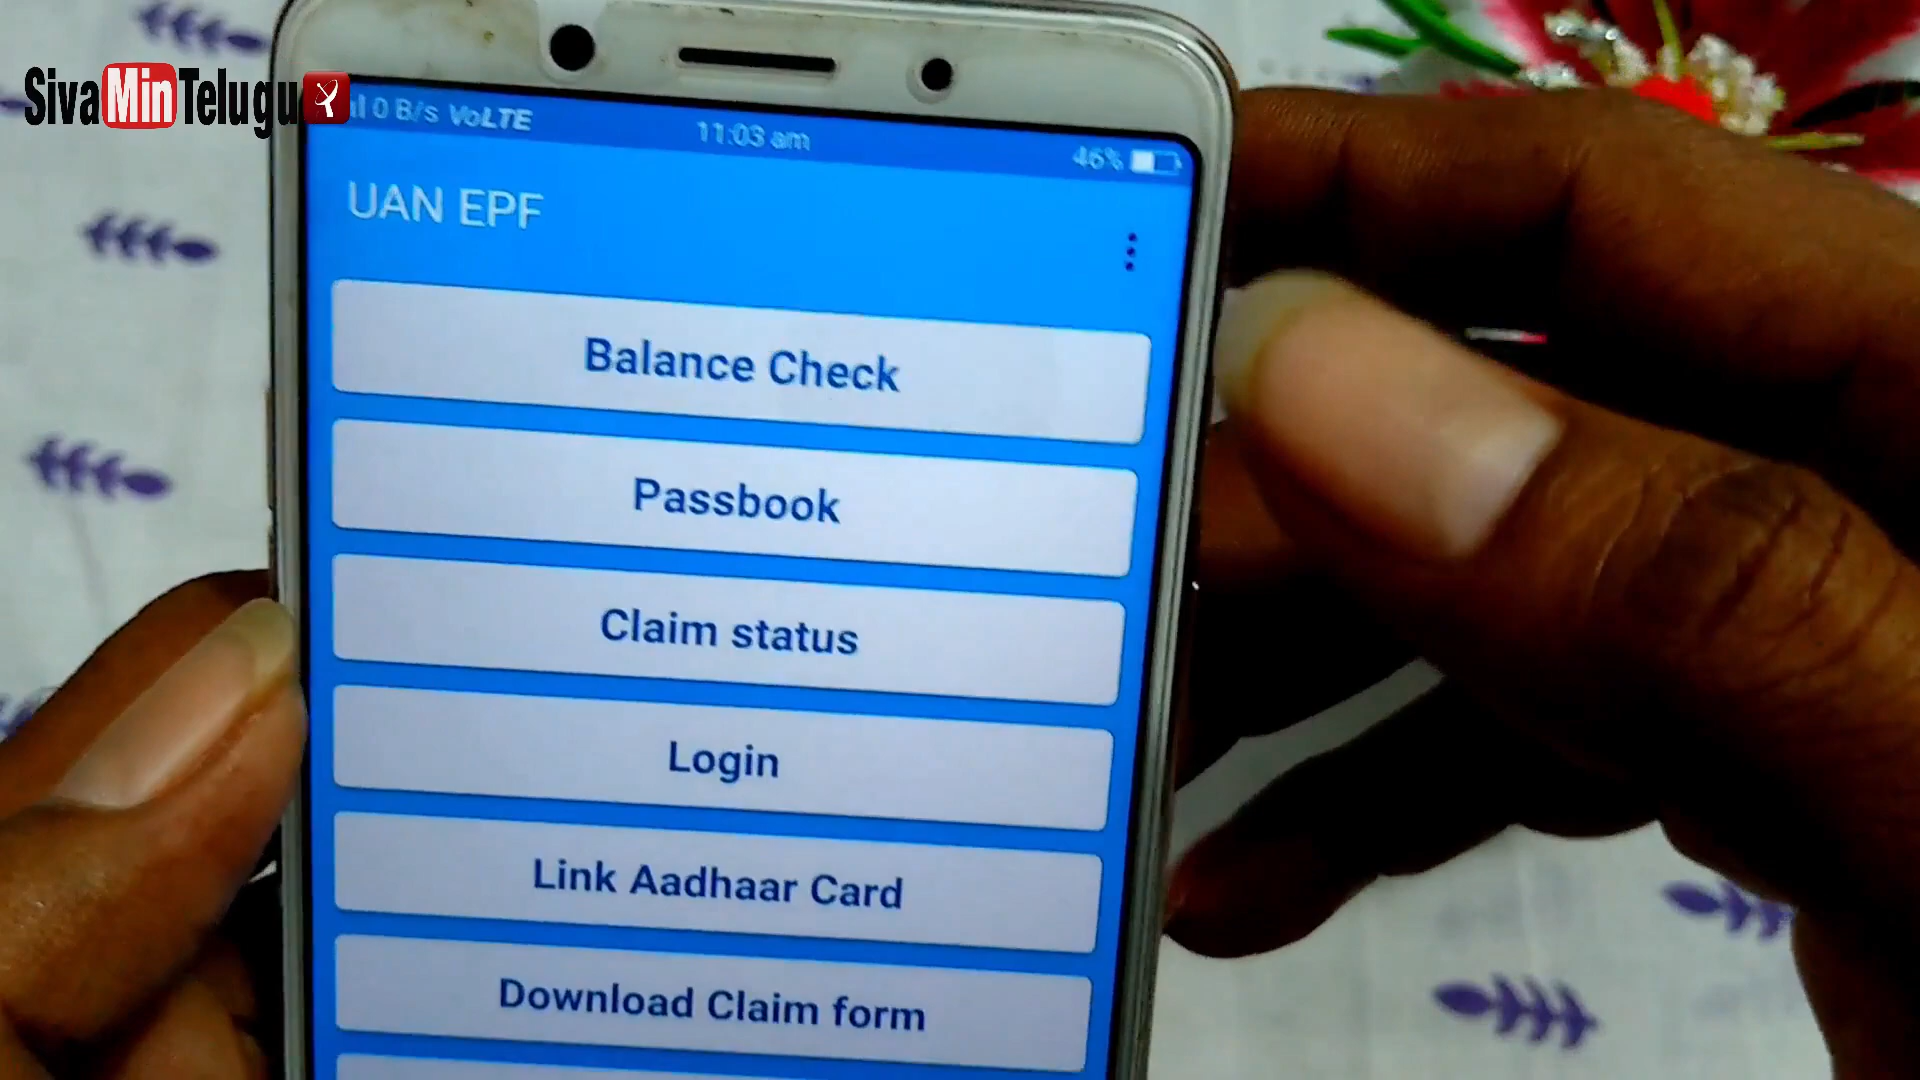 SivaMinTelugu
0 B/s VoLTE 11:03 am 46%
UAN EPF
Balance Check
Passbook
Claim status
Login
Link Aadhaar Card
Download Claim form